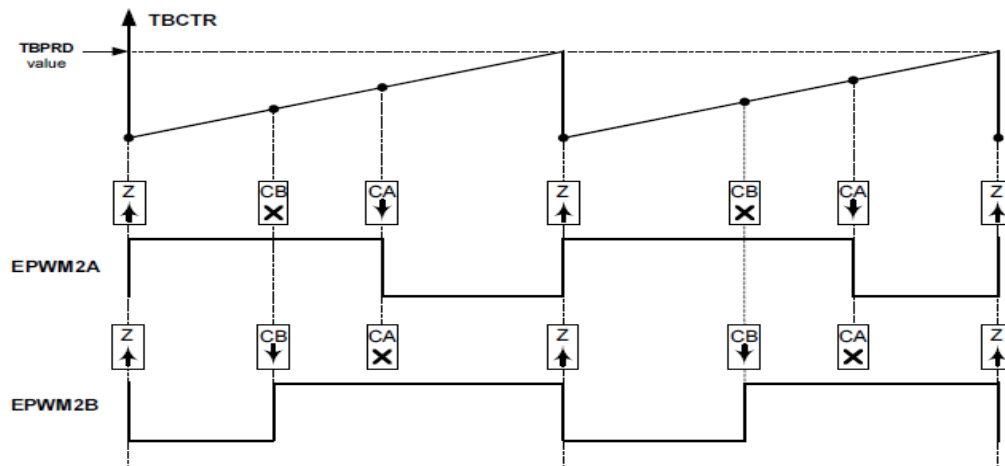 TBCTR
TBPRD
value
Z CB CA Z CB CA Z
EPWM2A
Z CB CA Z CB CA Z
EPWM2B